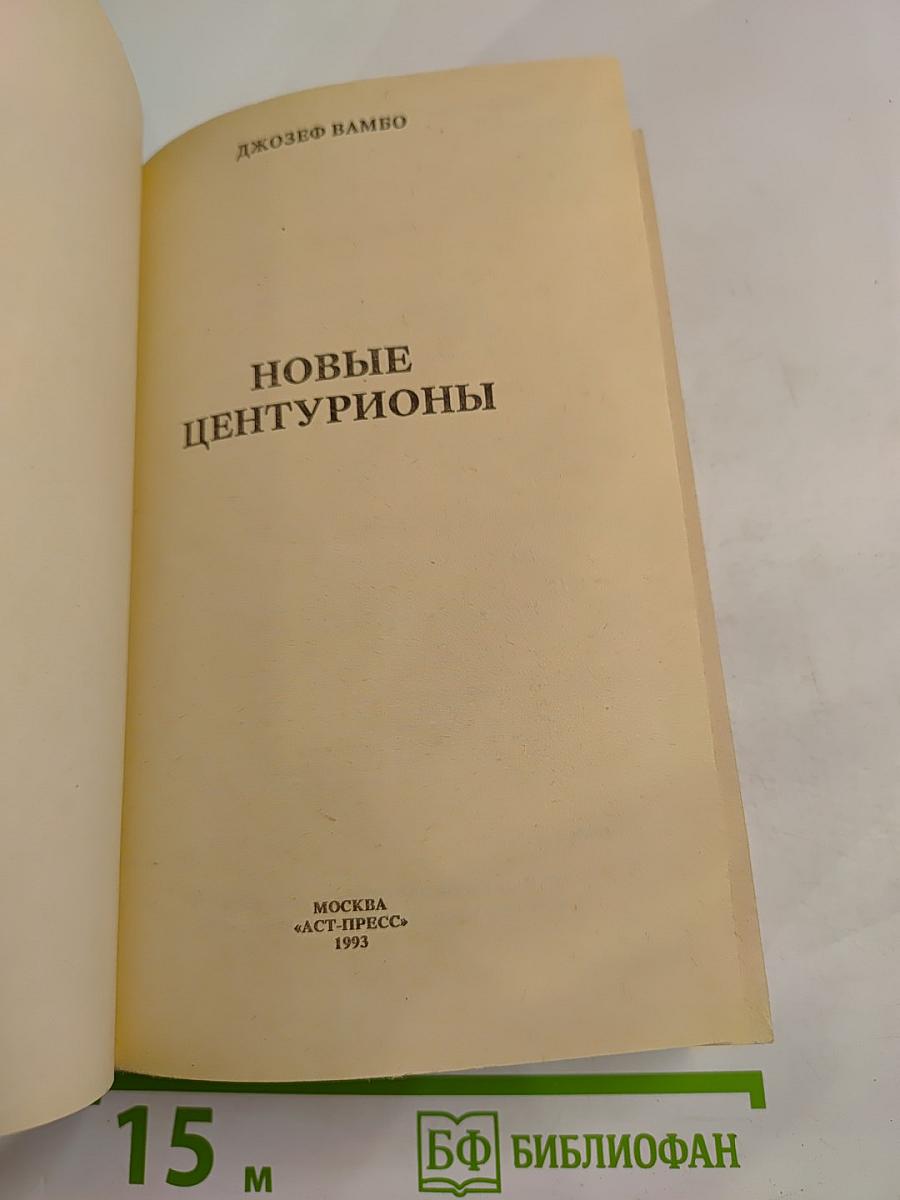 ДЖОЗЕФ ВАМБО
НОВЫЕ
ЦЕНТУРИОНЫ
МОСКВА
«АСТ-ПРЕСС»
1993
15 м
БФ БИБЛИОФАН